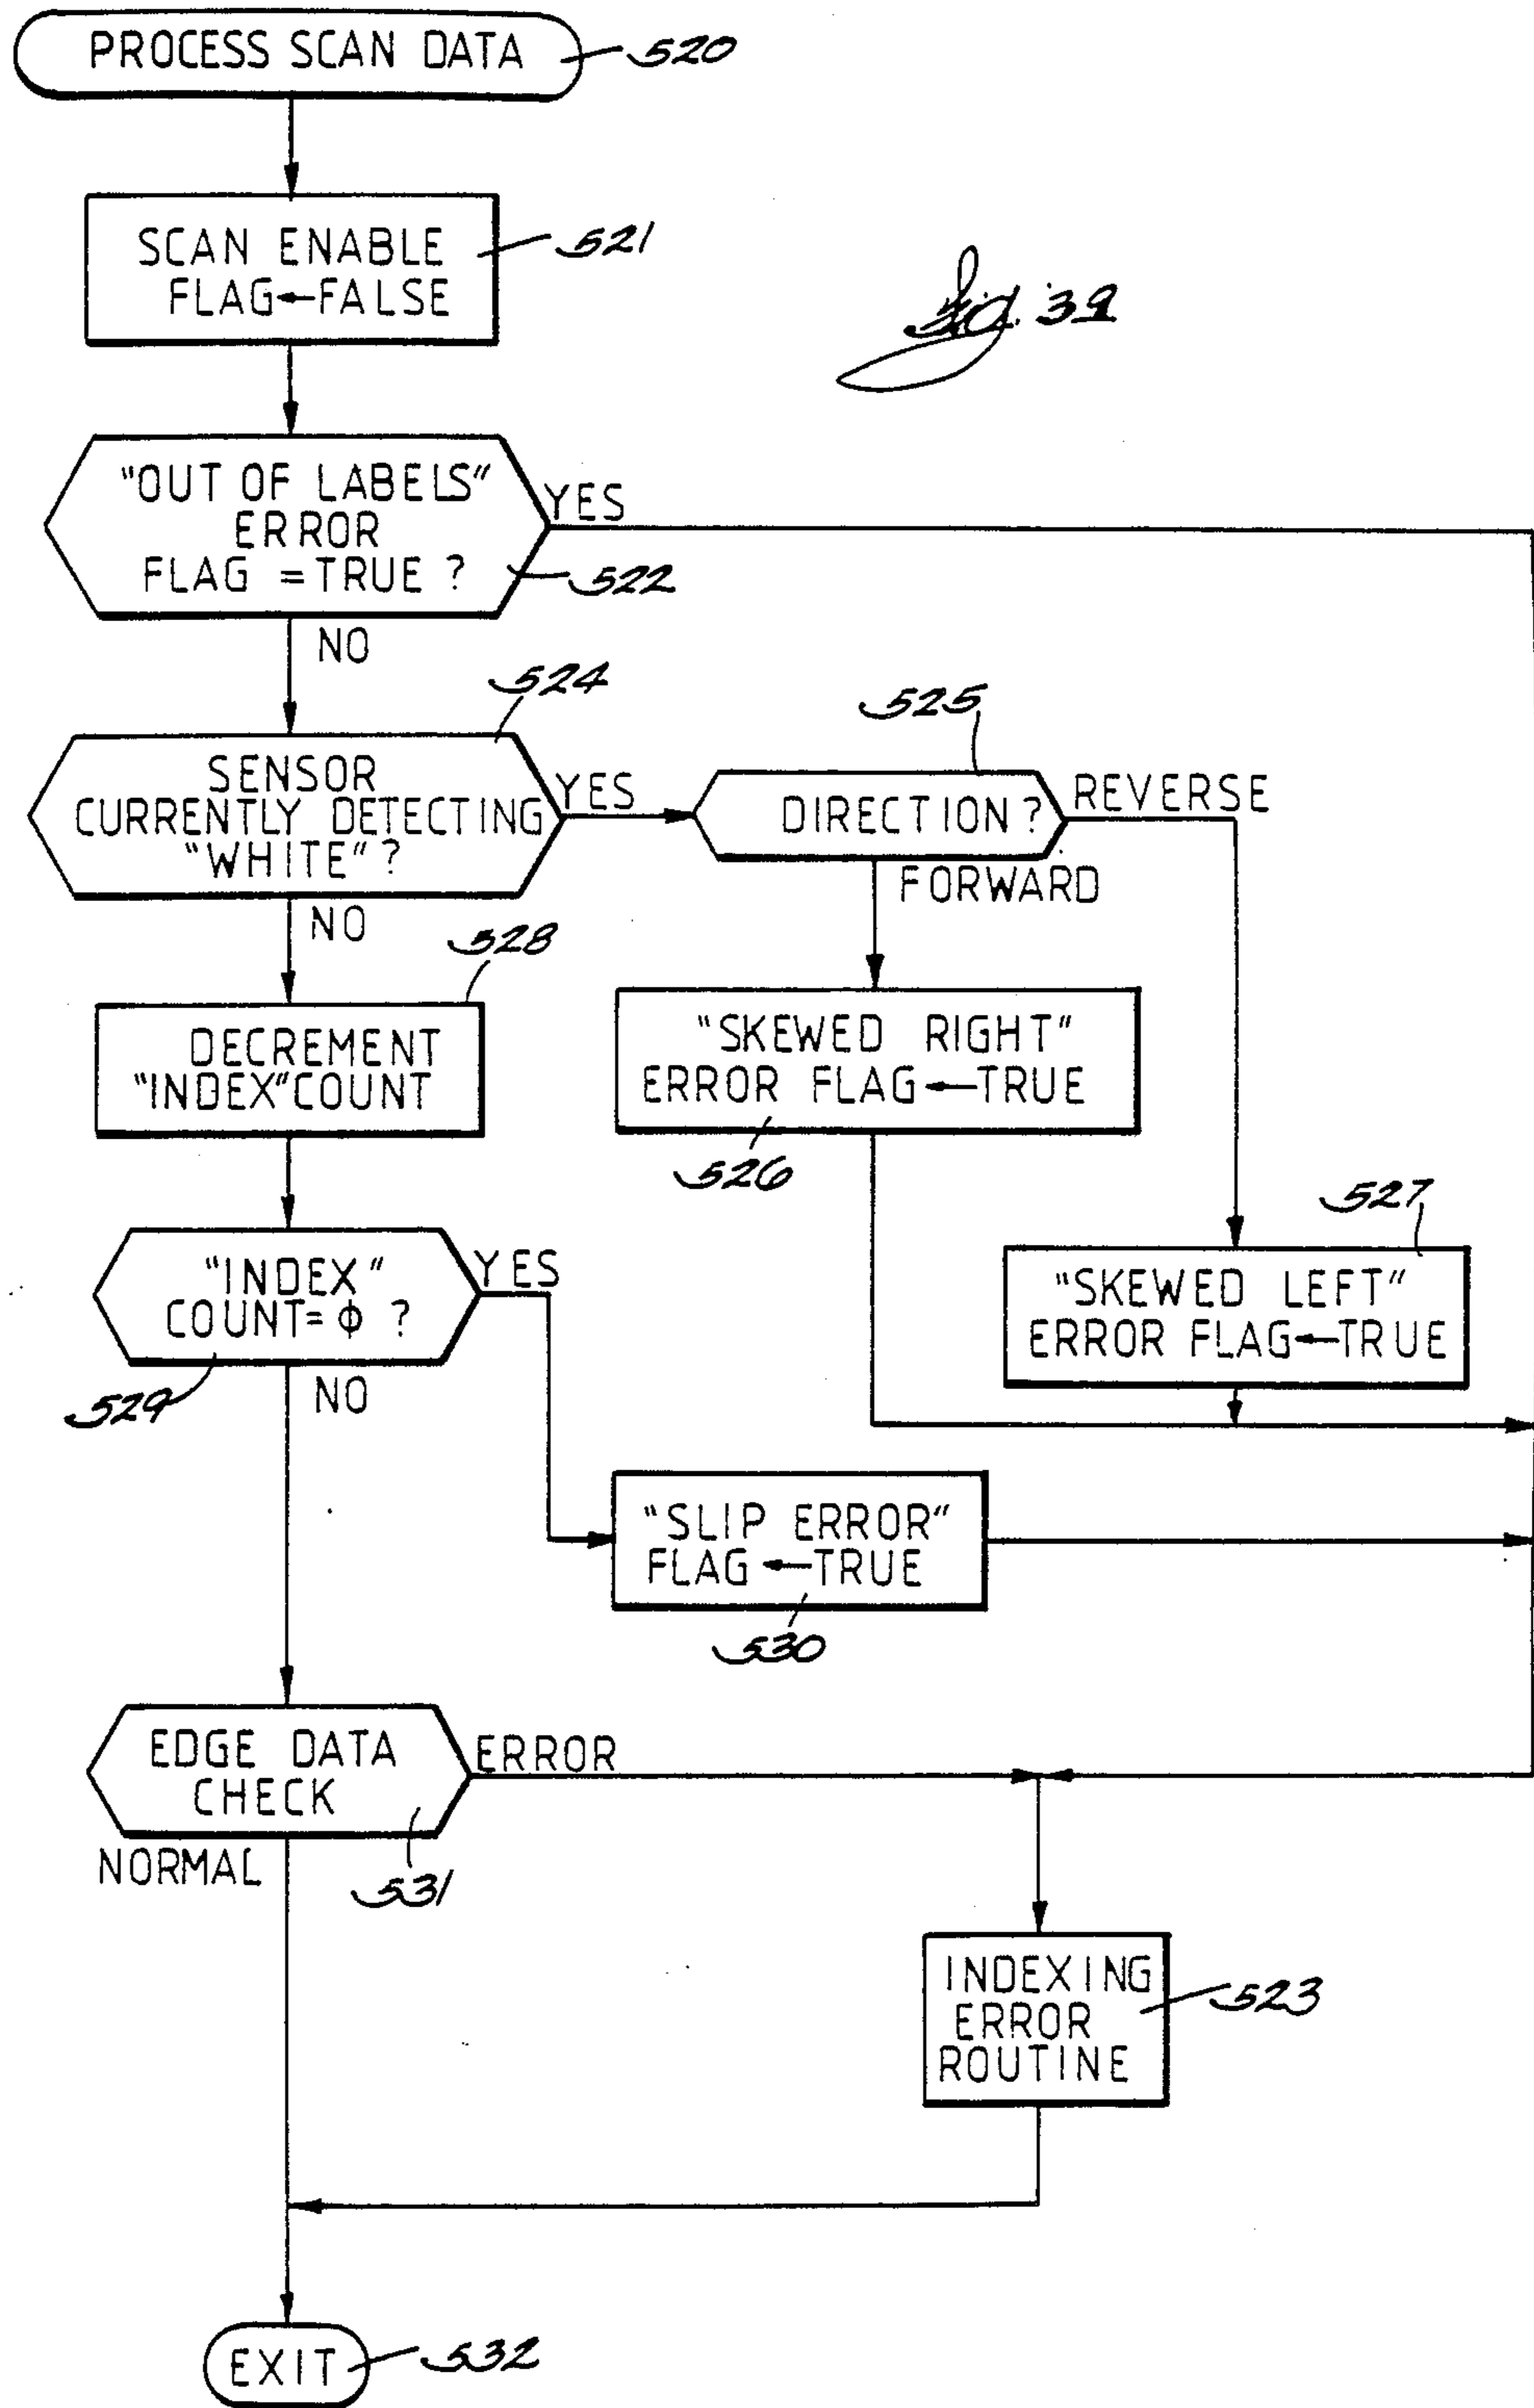 PROCESS SCAN DATA
520
SCAN ENABLE
FLAG←FALSE
521
Fig. 39
"OUT OF LABELS"
ERROR
FLAG = TRUE ?
YES
522
NO
524
525
SENSOR
CURRENTLY DETECTING
"WHITE" ?
YES
DIRECTION ?
REVERSE
FORWARD
NO
528
DECREMENT
"INDEX" COUNT
"SKEWED RIGHT"
ERROR FLAG←TRUE
526
527
"INDEX"
COUNT= ϕ ?
YES
"SKEWED LEFT"
ERROR FLAG←TRUE
529
NO
"SLIP ERROR"
FLAG←TRUE
530
EDGE DATA
CHECK
ERROR
NORMAL
531
INDEXING
ERROR
ROUTINE
523
EXIT
532